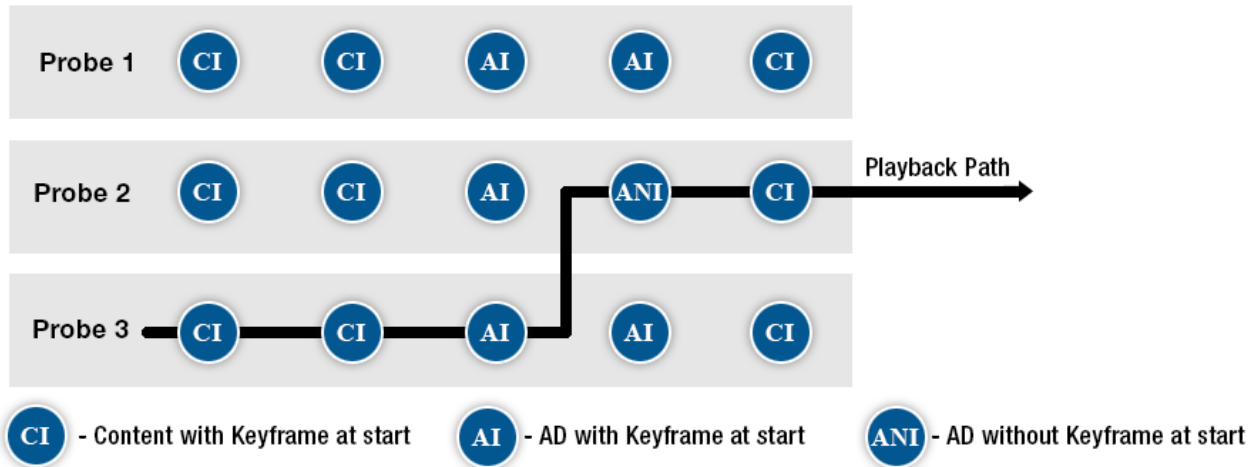 Probe 1 CI CI AI AI CI
Probe 2 CI CI AI ANI CI Playback Path
Probe 3 CI CI AI AI CI
CI - Content with Keyframe at start AI - AD with Keyframe at start ANI - AD without Keyframe at start